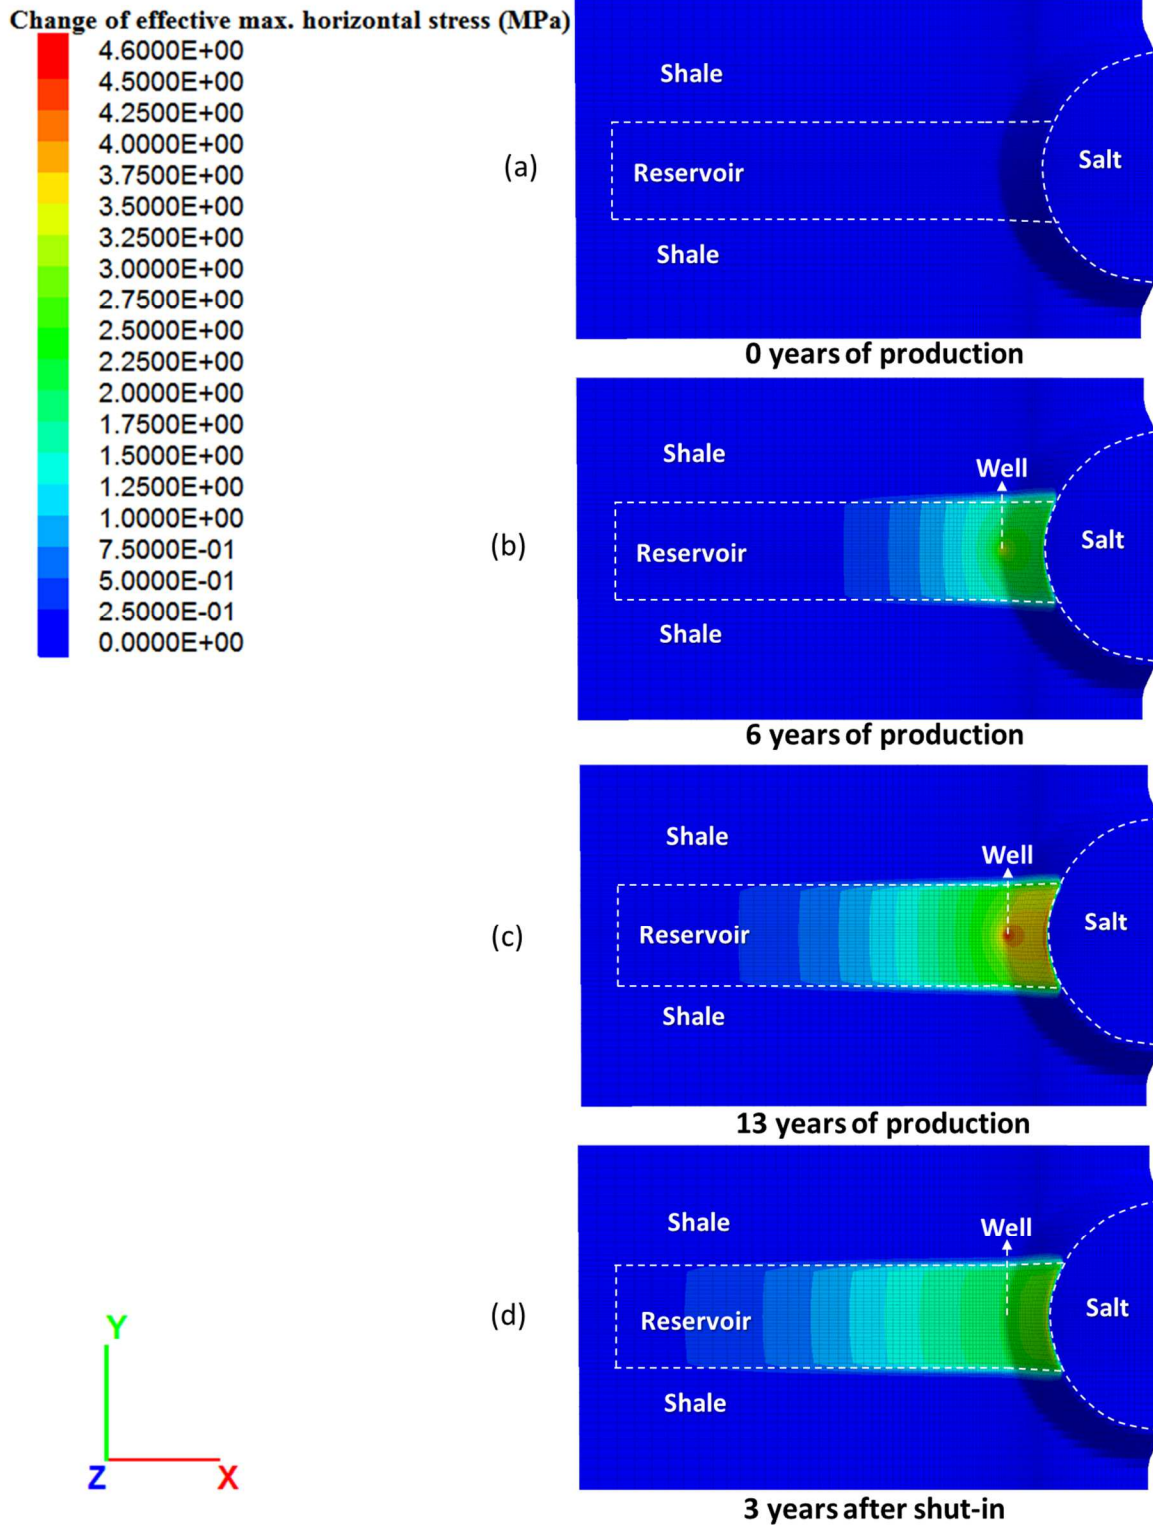 Change of effective max. horizontal stress (MPa)
4.6000E+00
4.5000E+00
4.2500E+00
4.0000E+00
3.7500E+00
3.5000E+00
3.2500E+00
3.0000E+00
2.7500E+00
2.5000E+00
2.2500E+00
2.0000E+00
1.7500E+00
1.5000E+00
1.2500E+00
1.0000E+00
7.5000E-01
5.0000E-01
2.5000E-01
0.0000E+00
(a)
Shale
Reservoir
Salt
Shale
0 years of production
(b)
Shale
Well
Reservoir
Salt
Shale
6 years of production
(c)
Shale
Well
Reservoir
Salt
Shale
13 years of production
(d)
Shale
Well
Reservoir
Salt
Shale
3 years after shut-in
Y
Z
X